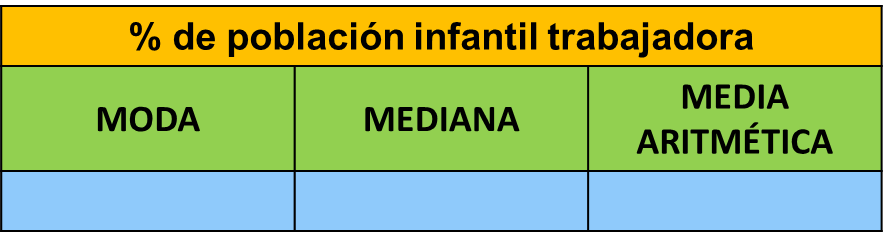 % de población infantil trabajadora
MODA
MEDIANA
MEDIA
ARITMÉTICA